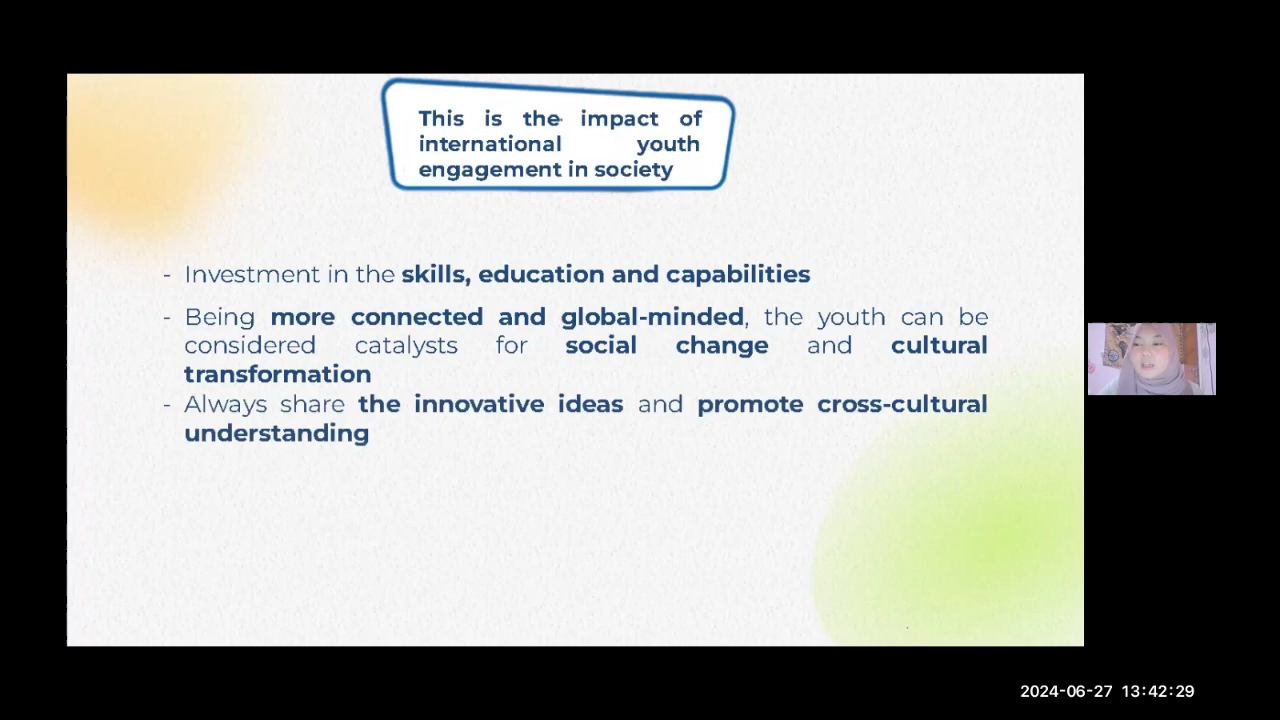 This is the impact of
international youth
engagement in society
- Investment in the skills, education and capabilities
- Being more connected and global-minded, the youth can be
considered catalysts for social change and cultural
transformation
- Always share the innovative ideas and promote cross-cultural
understanding
2024-06-27 13:42:29